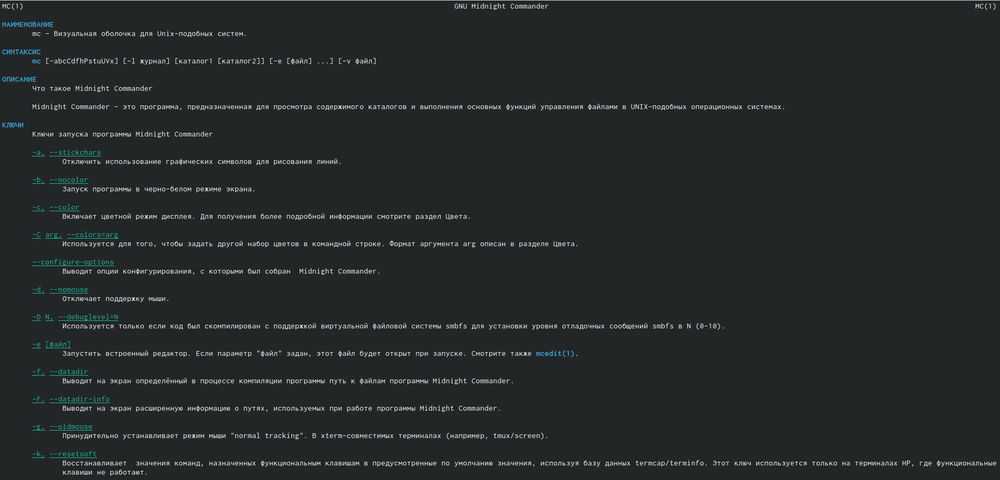 MC(1) GNU Midnight Commander MC(1)
НАИМЕНОВАНИЕ
mc - Визуальная оболочка для Unix-подобных систем.
СИНТАКСИС
mc [-abcCdfhPstuUVx] [-l журнал] [каталог1 [каталог2]] [-e [файл] ...] [-v файл]
ОПИСАНИЕ
Что такое Midnight Commander
Midnight Commander - это программа, предназначенная для просмотра содержимого каталогов и выполнения основных функций управления файлами в UNIX-подобных операционных системах.
КЛЮЧИ
Ключи запуска программы Midnight Commander
-a, --stickchars
Отключить использование графических символов для рисования линий.
-b, --nocolor
Запуск программы в черно-белом режиме экрана.
-c, --color
Включает цветной режим дисплея. Для получения более подробной информации смотрите раздел Цвета.
-C arg, --colors=arg
Используется для того, чтобы задать другой набор цветов в командной строке. Формат аргумента arg описан в разделе Цвета.
--configure-options
Выводит опции конфигурирования, с которыми был собран  Midnight Commander.
-d, --nomouse
Отключает поддержку мыши.
-D N, --debuglevel=N
Используется только если код был скомпилирован с поддержкой виртуальной файловой системы smbfs для установки уровня отладочных сообщений smbfs в N (0-10).
-e [файл]
Запустить встроенный редактор. Если параметр "файл" задан, этот файл будет открыт при запуске. Смотрите также mcedit(1).
-f, --datadir
Выводит на экран определённый в процессе компиляции программы путь к файлам программы Midnight Commander.
-F, --datadir-info
Выводит на экран расширенную информацию о путях, используемых при работе программы Midnight Commander.
-g, --oldmouse
Принудительно устанавливает режим мыши "normal tracking". В xterm-совместимых терминалах (например, tmux/screen).
-k, --resetsoft
Восстанавливает  значения команд, назначенных функциональным клавишам в предусмотренные по умолчанию значения, используя базу данных termcap/terminfo. Этот ключ используется только на терминалах HP, где функциональные
клавиши не работают.